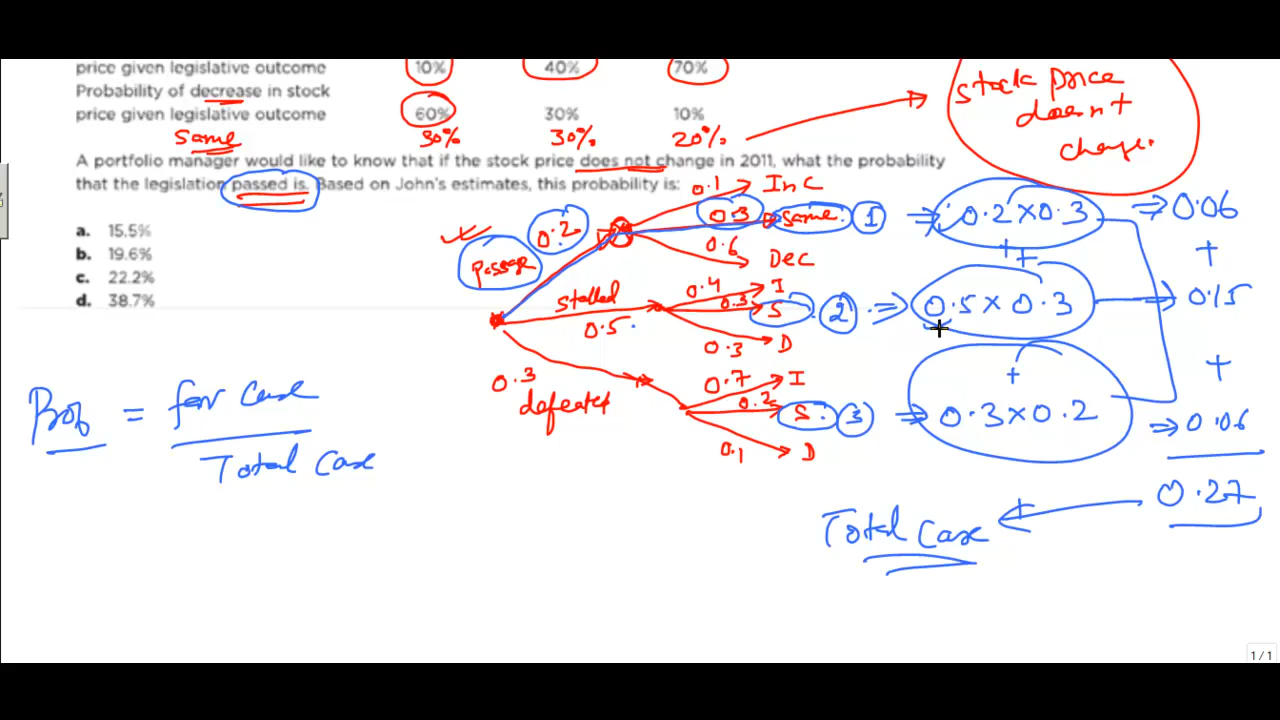 price given legislative outcome 10% 40% 70%
Probability of decrease in stock
price given legislative outcome 60% 30% 10%
Same 30% 30% 20%
stock price
doesn't
change.
A portfolio manager would like to know that if the stock price does not change in 2011, what the probability
that the legislation passed is. Based on John's estimates, this probability is:
a. 15.5%
b. 19.6%
c. 22.2%
d. 38.7%
Passage 0.2
0.1 Inc
0.3 Same. 1 ⇒ 0.2 × 0.3 ⇒ 0.06
0.6 Dec
+ + +
stalled 0.5
0.4 I
0.3 S. 2 ⇒ 0.5 × 0.3 → 0.15
0.3 D
+ +
0.3 defeated
0.7 I
0.2 S. 3 ⇒ 0.3 × 0.2 ⇒ 0.06
0.1 D
0.27
Total Case
= fav case
Total case
1 / 1